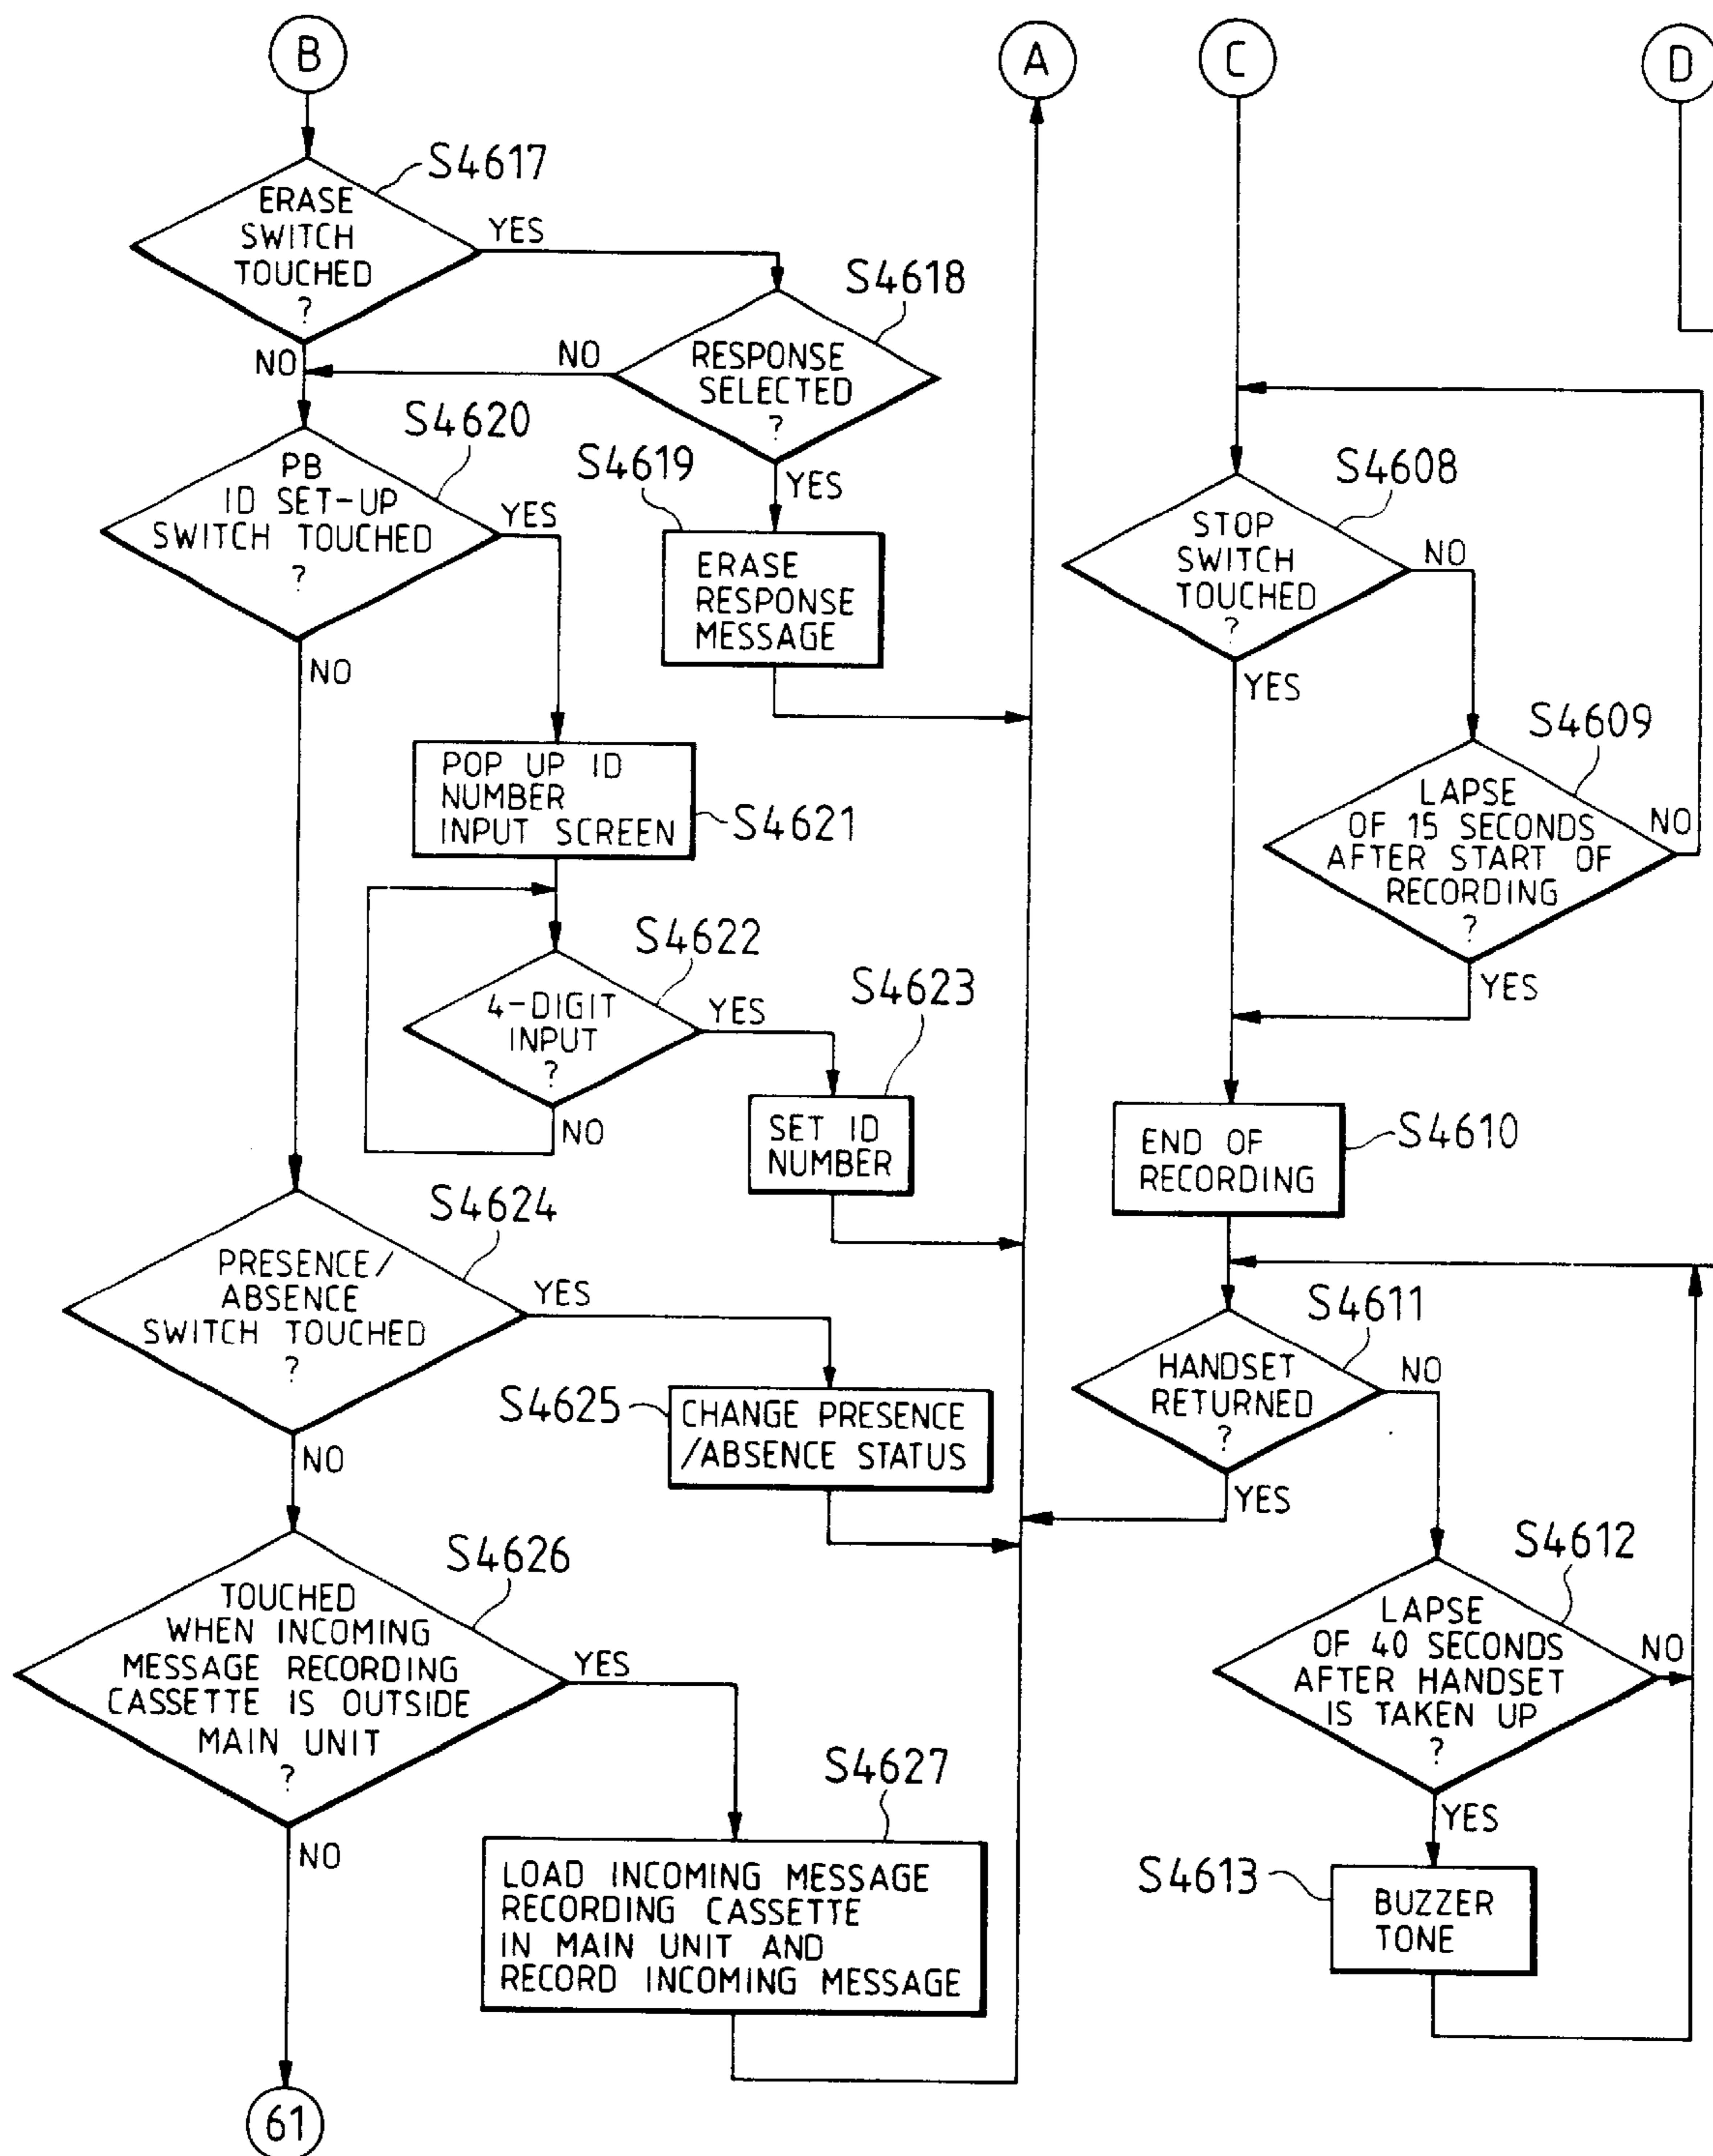 B
A
C
D
S4617
ERASE
SWITCH
TOUCHED
?
YES
NO
S4618
RESPONSE
SELECTED
?
NO
YES
S4619
ERASE
RESPONSE
MESSAGE
S4620
PB
ID SET-UP
SWITCH TOUCHED
?
YES
NO
POP UP ID
NUMBER
INPUT SCREEN
S4621
S4622
4-DIGIT
INPUT
?
YES
NO
S4623
SET ID
NUMBER
S4624
PRESENCE/
ABSENCE
SWITCH TOUCHED
?
YES
NO
S4625
CHANGE PRESENCE
/ABSENCE STATUS
S4626
TOUCHED
WHEN INCOMING
MESSAGE RECORDING
CASSETTE IS OUTSIDE
MAIN UNIT
?
YES
NO
S4627
LOAD INCOMING MESSAGE
RECORDING CASSETTE
IN MAIN UNIT AND
RECORD INCOMING MESSAGE
61
S4608
STOP
SWITCH
TOUCHED
?
NO
YES
S4609
LAPSE
OF 15 SECONDS
AFTER START OF
RECORDING
?
NO
YES
END OF
RECORDING
S4610
S4611
HANDSET
RETURNED
?
NO
YES
S4612
LAPSE
OF 40 SECONDS
AFTER HANDSET
IS TAKEN UP
?
NO
YES
S4613
BUZZER
TONE